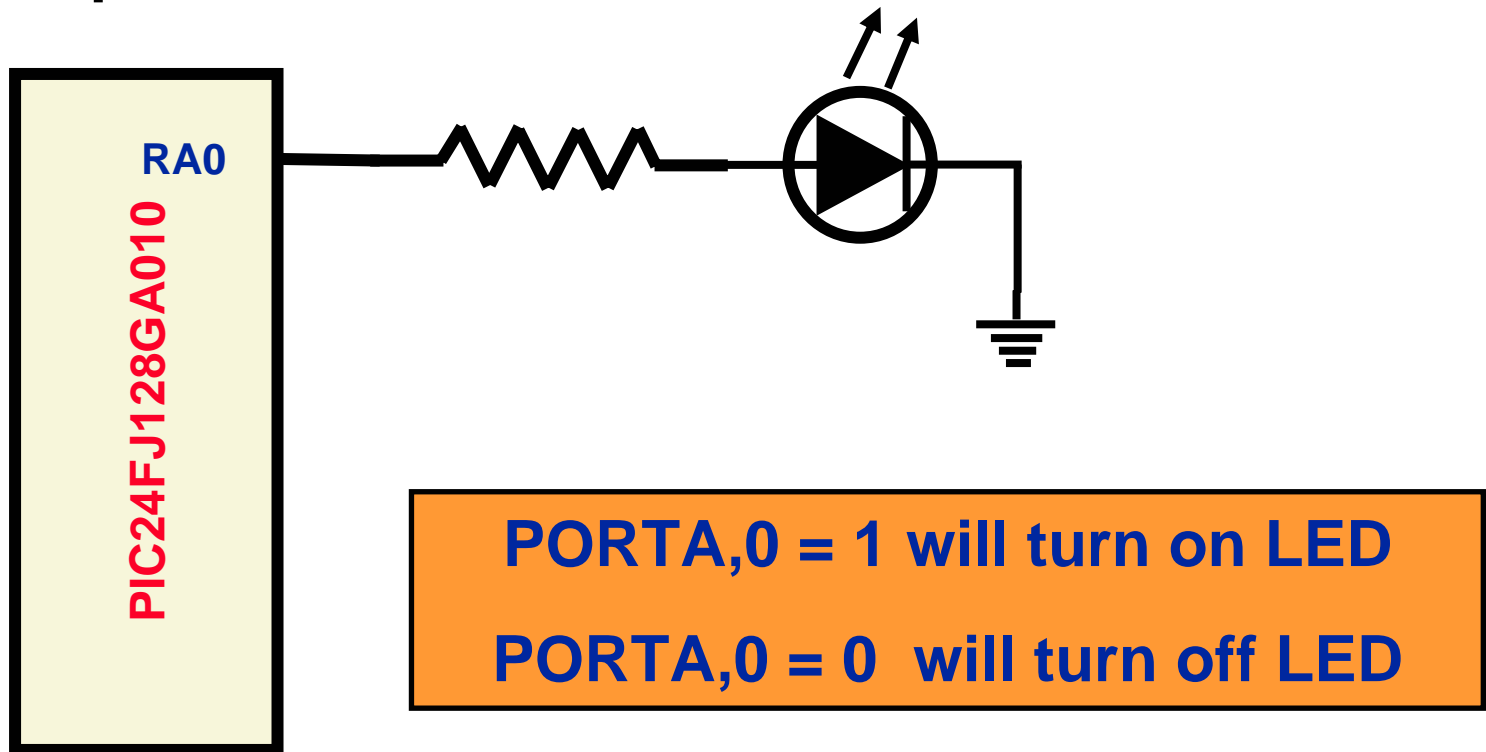 RA0
PIC24FJ128GA010
PORTA,0 = 1 will turn on LED
PORTA,0 = 0 will turn off LED